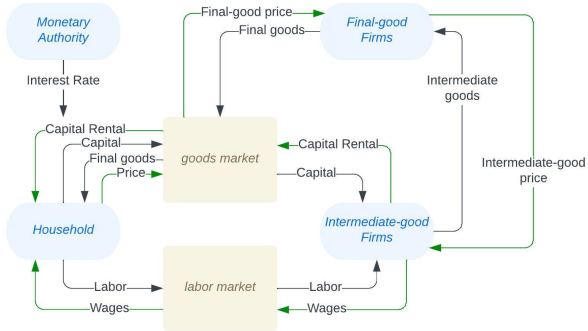 Monetary
Authority
Final-good price
Final goods
Final-good
Firms
Interest Rate
Intermediate
goods
Capital Rental
Capital
Final goods
Price
goods market
Capital Rental
Capital
Intermediate-good
price
Household
Intermediate-good
Firms
Labor
Wages
labor market
Labor
Wages